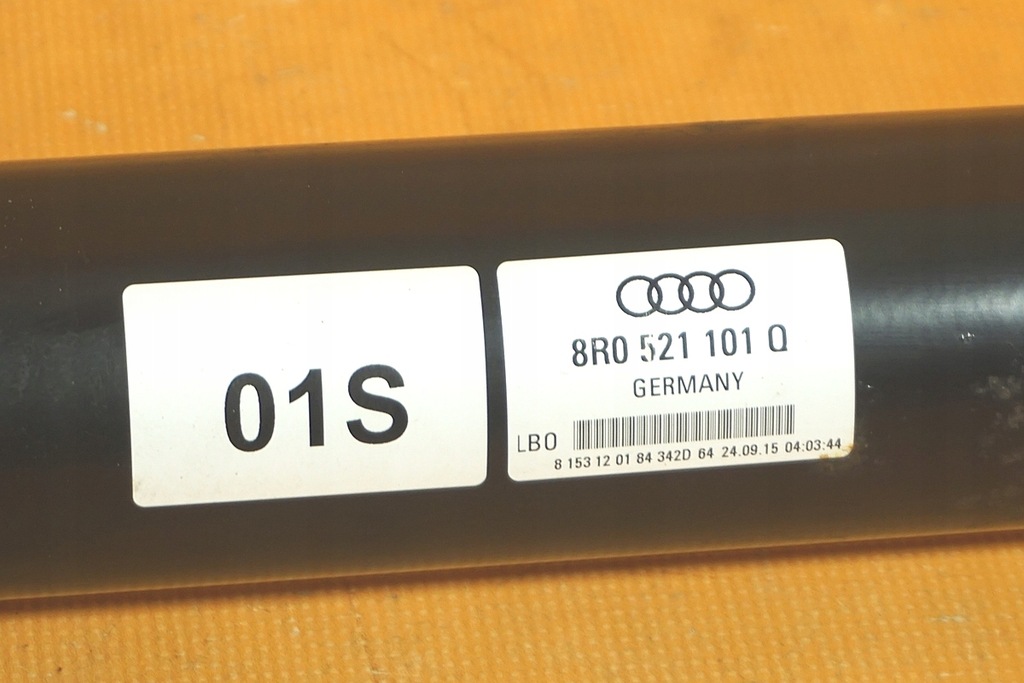 01S
8R0 521 101 Q
GERMANY
LBO
8 153 12 01 84 342D 64 24.09.15 04:03:44